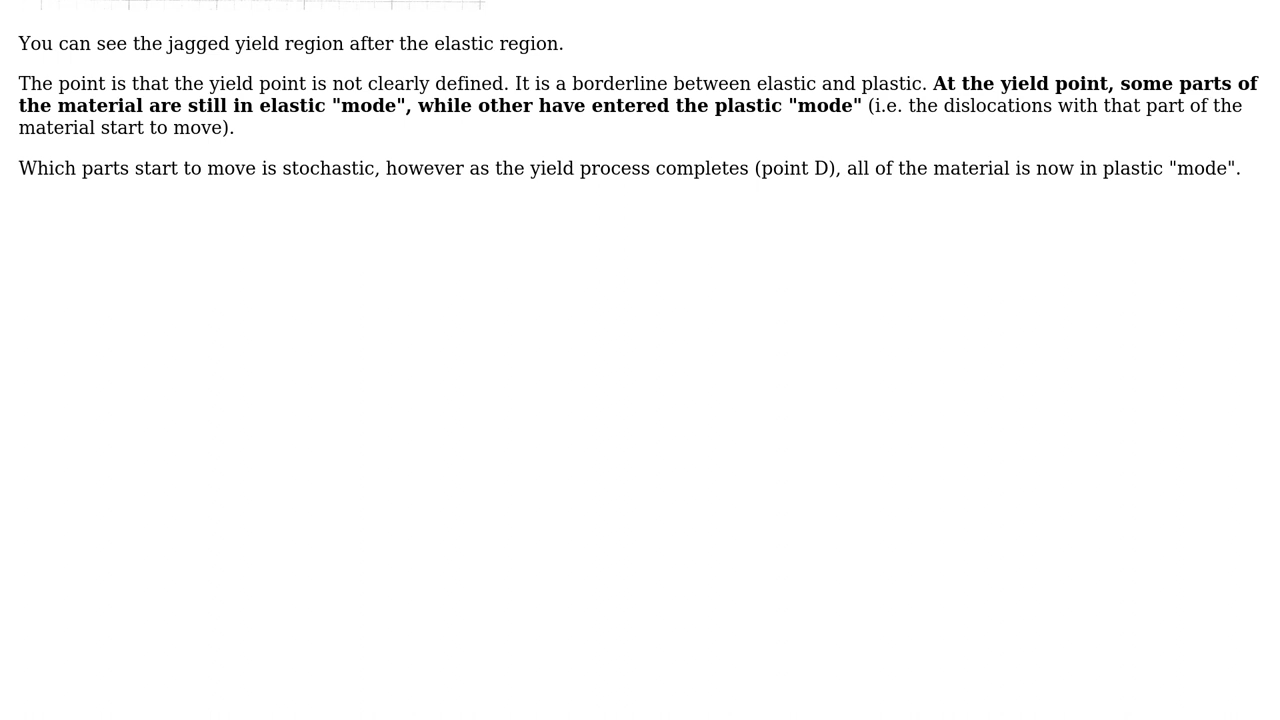 You can see the jagged yield region after the elastic region.
The point is that the yield point is not clearly defined. It is a borderline between elastic and plastic. At the yield point, some parts of
the material are still in elastic "mode", while other have entered the plastic "mode" (i.e. the dislocations with that part of the
material start to move).
Which parts start to move is stochastic, however as the yield process completes (point D), all of the material is now in plastic "mode".